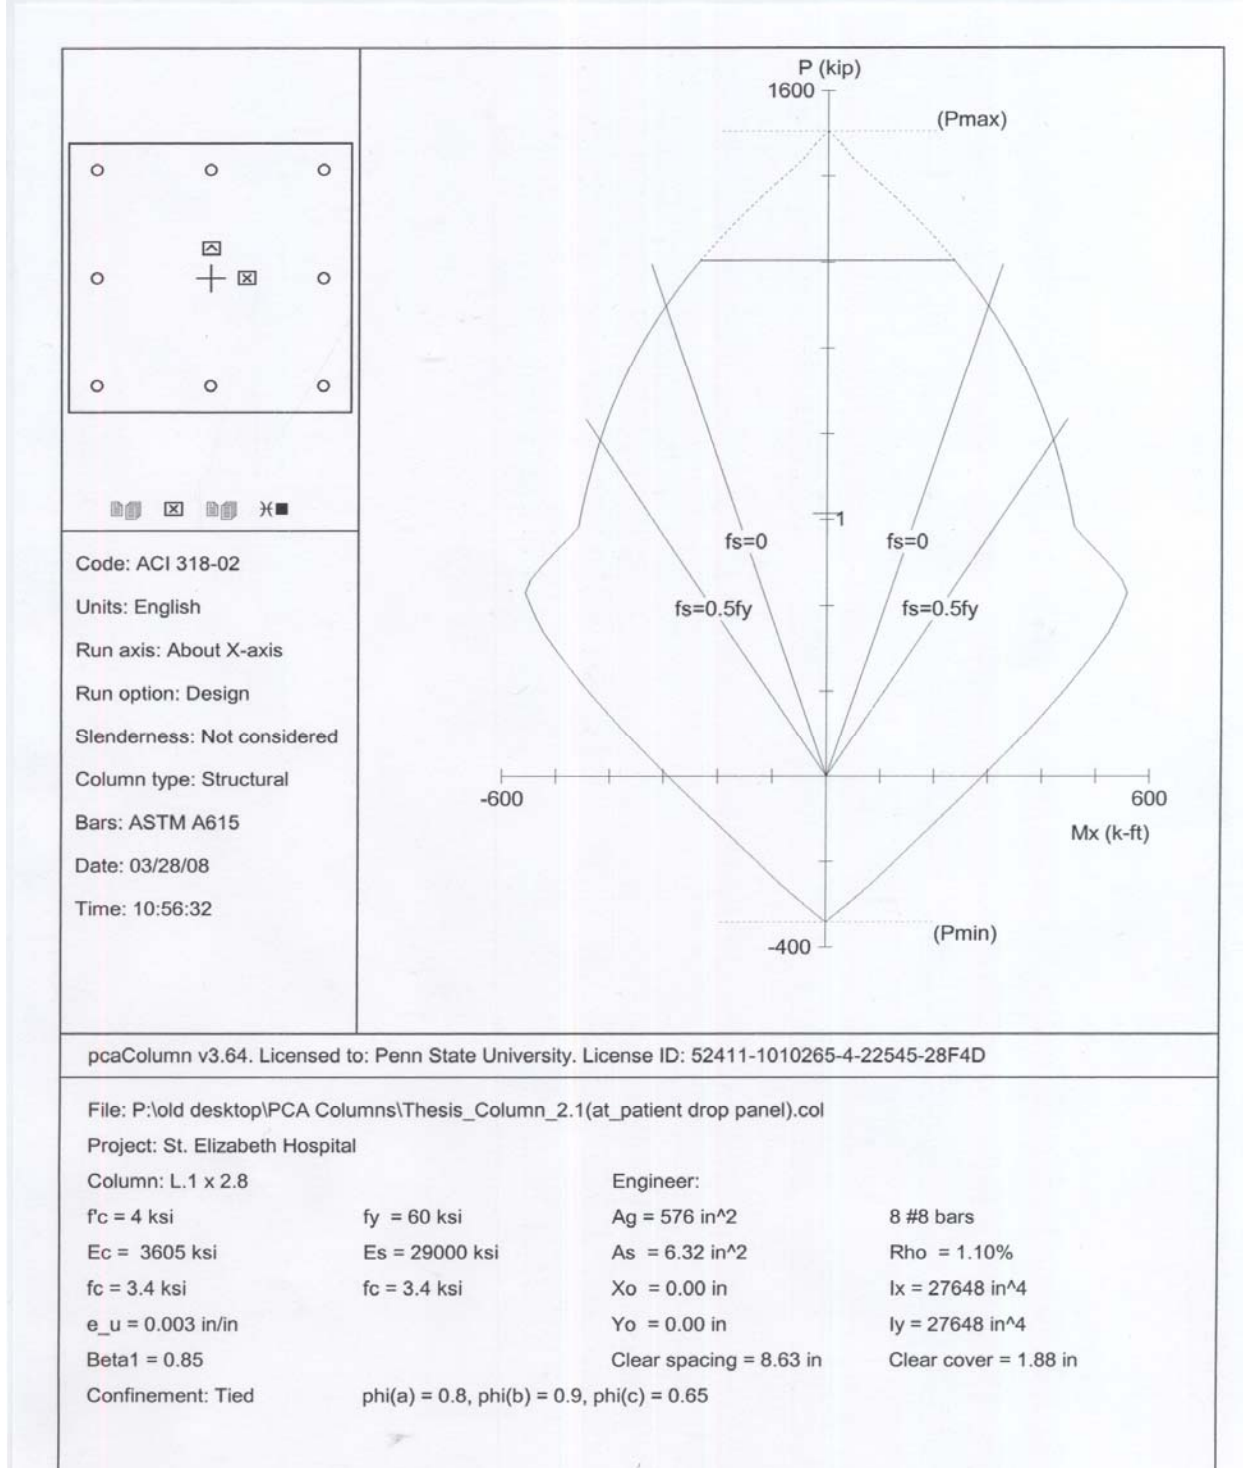 P (kip)
1600
(Pmax)
fs=0
fs=0
1
fs=0.5fy
fs=0.5fy
-600
600
Mx (k-ft)
(Pmin)
-400
Code: ACI 318-02
Units: English
Run axis: About X-axis
Run option: Design
Slenderness: Not considered
Column type: Structural
Bars: ASTM A615
Date: 03/28/08
Time: 10:56:32
pcaColumn v3.64. Licensed to: Penn State University. License ID: 52411-1010265-4-22545-28F4D
File: P:\old desktop\PCA Columns\Thesis_Column_2.1(at_patient drop panel).col
Project: St. Elizabeth Hospital
Column: L.1 x 2.8 Engineer:
f'c = 4 ksi fy = 60 ksi Ag = 576 in^2 8 #8 bars
Ec = 3605 ksi Es = 29000 ksi As = 6.32 in^2 Rho = 1.10%
fc = 3.4 ksi fc = 3.4 ksi Xo = 0.00 in Ix = 27648 in^4
e_u = 0.003 in/in Yo = 0.00 in Iy = 27648 in^4
Beta1 = 0.85 Clear spacing = 8.63 in Clear cover = 1.88 in
Confinement: Tied phi(a) = 0.8, phi(b) = 0.9, phi(c) = 0.65